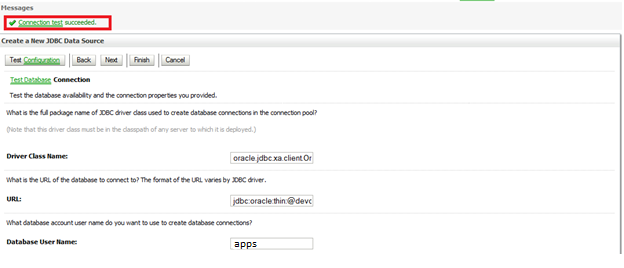 Messages
Connection test succeeded.
Create a New JDBC Data Source
Test Configuration Back Next Finish Cancel
Test Database Connection
Test the database availability and the connection properties you provided.
What is the full package name of JDBC driver class used to create database connections in the connection pool?
(Note that this driver class must be in the classpath of any server to which it is deployed.)
Driver Class Name: oracle.jdbc.xa.client.Or
What is the URL of the database to connect to? The format of the URL varies by JDBC driver.
URL: jdbc:oracle:thin:@devc
What database account user name do you want to use to create database connections?
Database User Name: apps